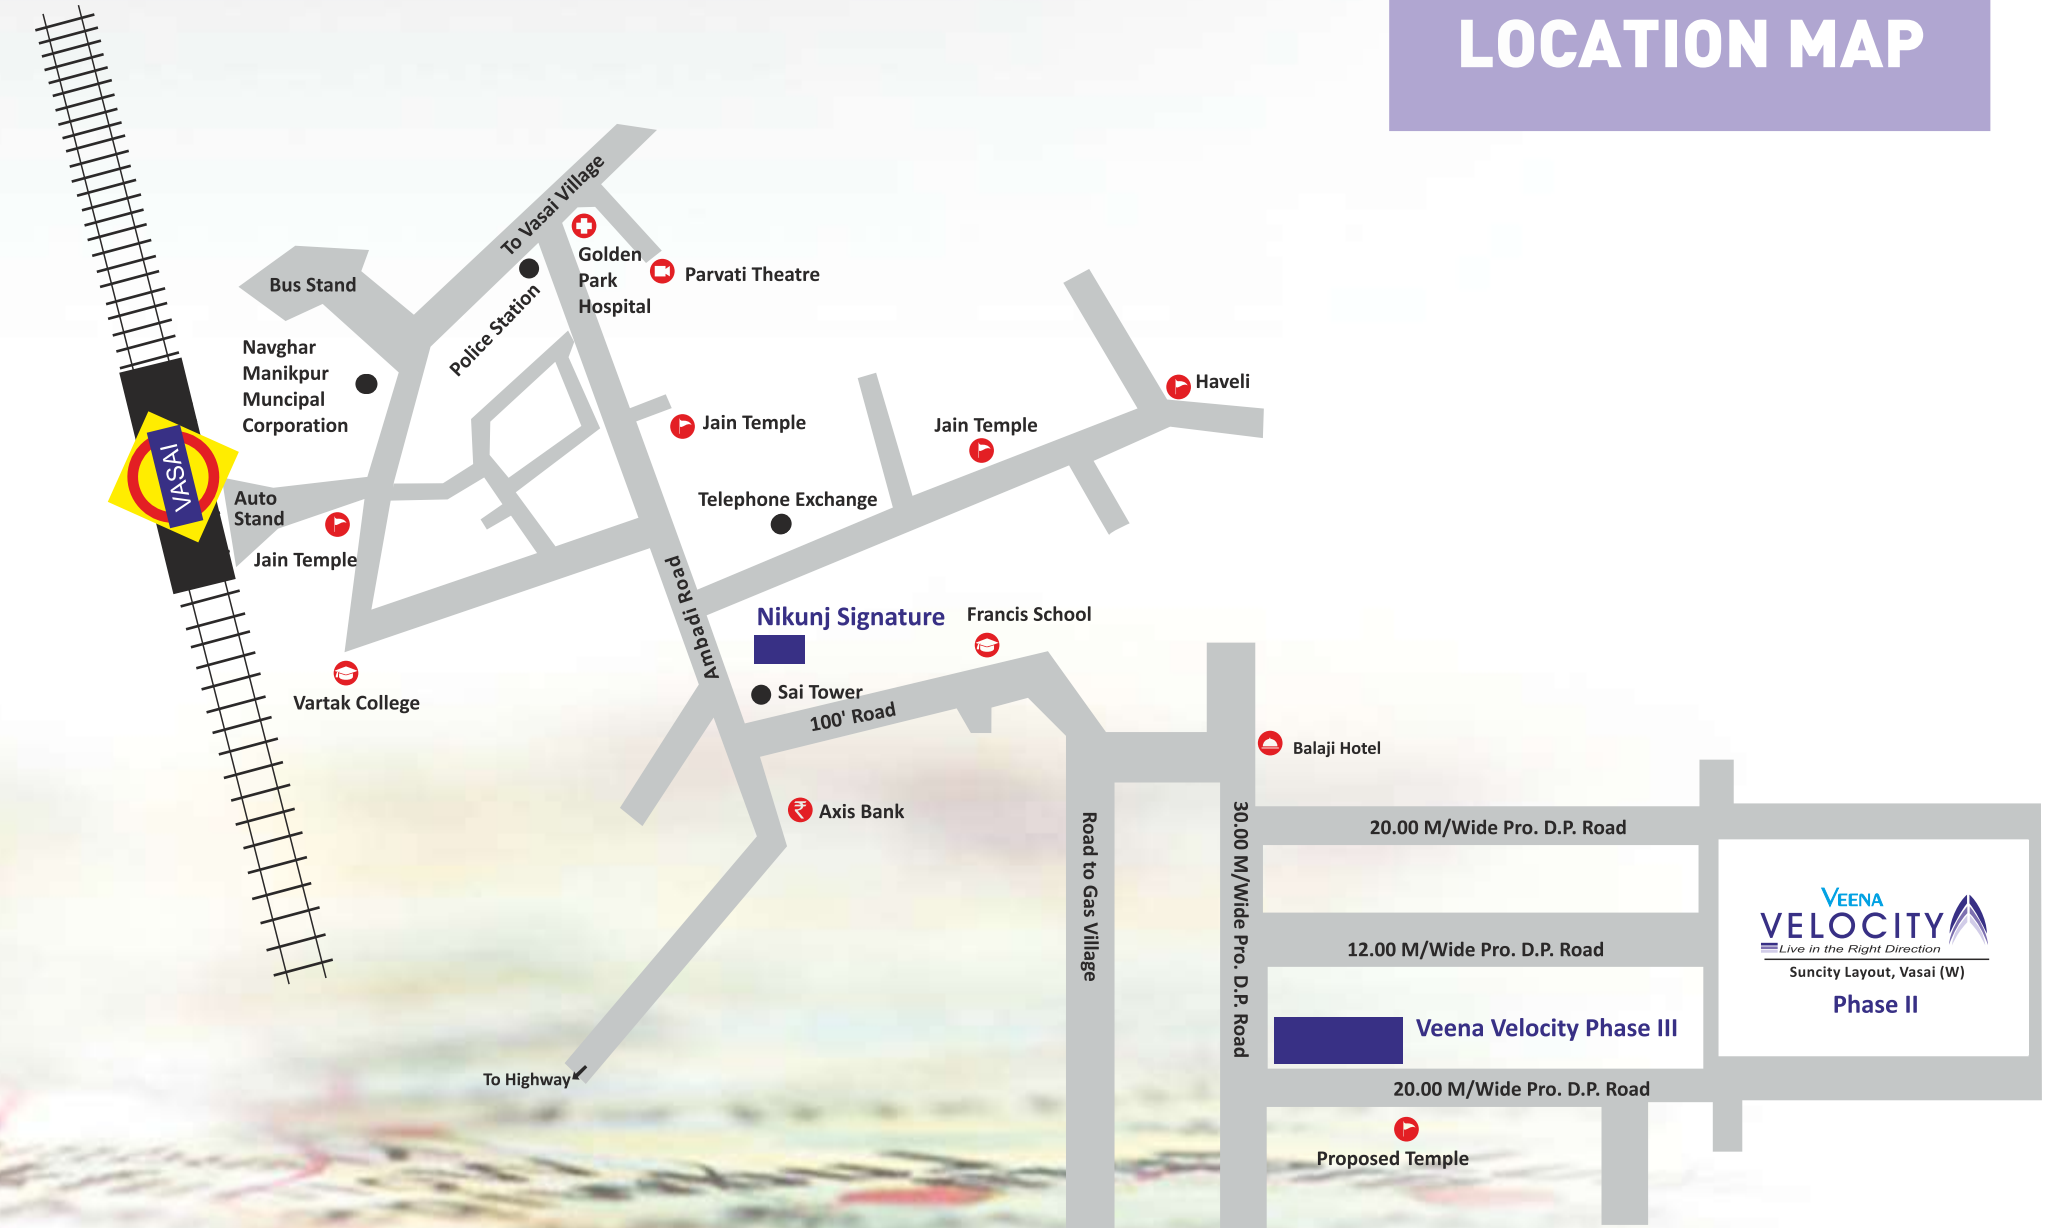 LOCATION MAP
To Vasai Village
Golden
Park
Hospital
Parvati Theatre
Bus Stand
Police Station
Navghar
Manikpur
Muncipal
Corporation
Haveli
Jain Temple
Jain Temple
VASAI
Auto
Stand
Telephone Exchange
Jain Temple
Ambadi Road
Nikunj Signature
Francis School
Vartak College
Sai Tower
100' Road
Balaji Hotel
Axis Bank
Road to Gas Village
30.00 M/Wide Pro. D.P. Road
20.00 M/Wide Pro. D.P. Road
VEENA
VELOCITY
Live in the Right Direction
Suncity Layout, Vasai (W)
Phase II
12.00 M/Wide Pro. D.P. Road
Veena Velocity Phase III
To Highway
20.00 M/Wide Pro. D.P. Road
Proposed Temple